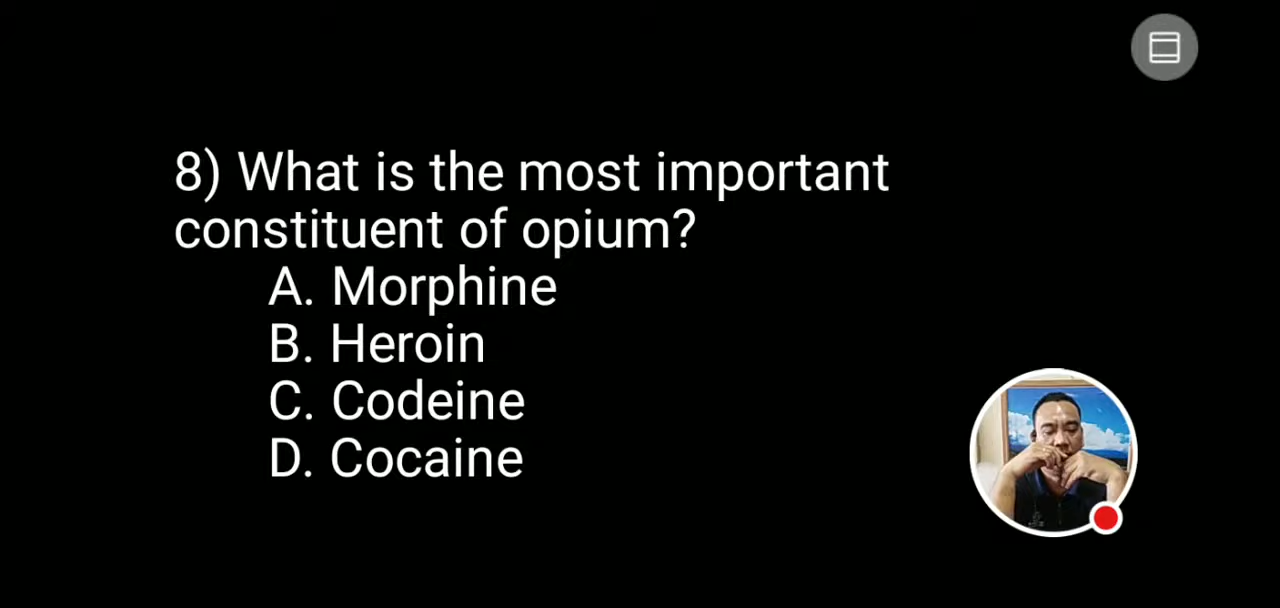 8) What is the most important
constituent of opium?
A. Morphine
B. Heroin
C. Codeine
D. Cocaine